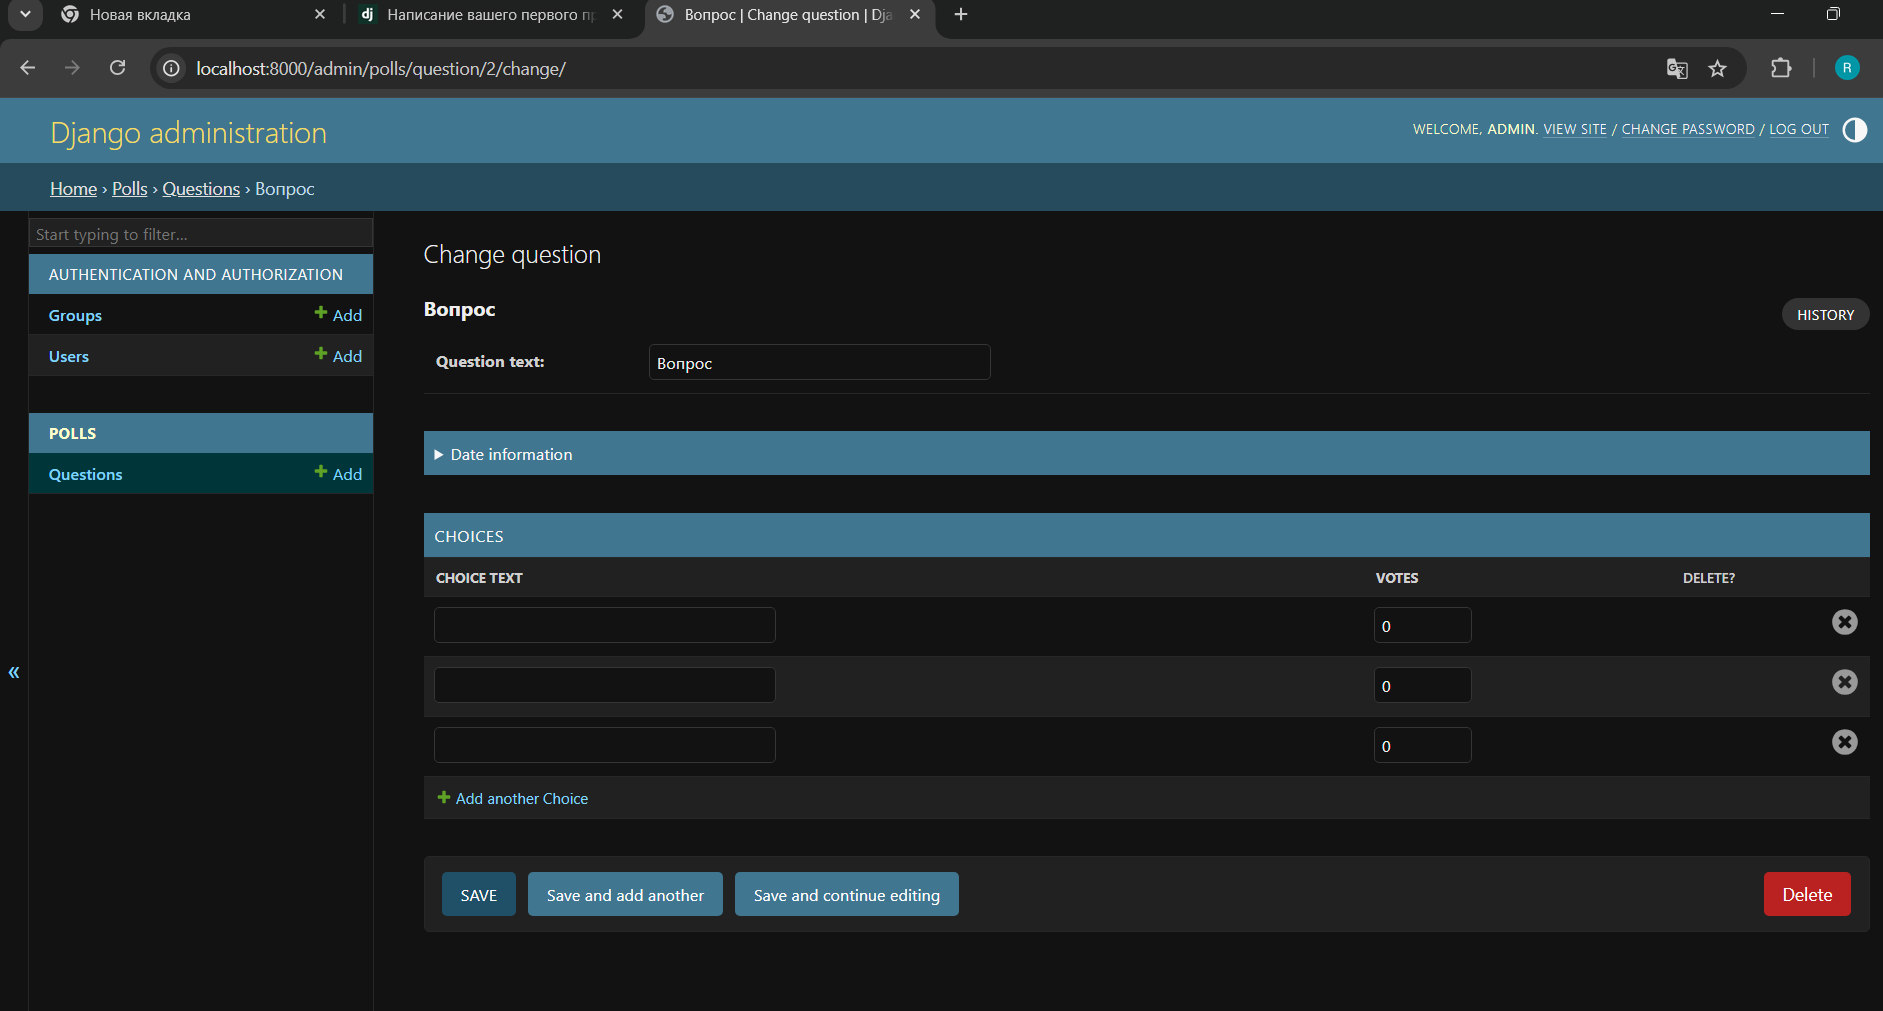 Новая вкладка
Написание вашего первого пр
Вопрос | Change question | Dja
localhost:8000/admin/polls/question/2/change/
R
Django administration
WELCOME, ADMIN. VIEW SITE / CHANGE PASSWORD / LOG OUT
Home › Polls › Questions › Вопрос
Start typing to filter...
AUTHENTICATION AND AUTHORIZATION
Groups + Add
Users + Add
POLLS
Questions + Add
«
Change question
Вопрос
HISTORY
Question text: Вопрос
Date information
CHOICES
CHOICE TEXT VOTES DELETE?
0
0
0
+ Add another Choice
SAVE Save and add another Save and continue editing Delete